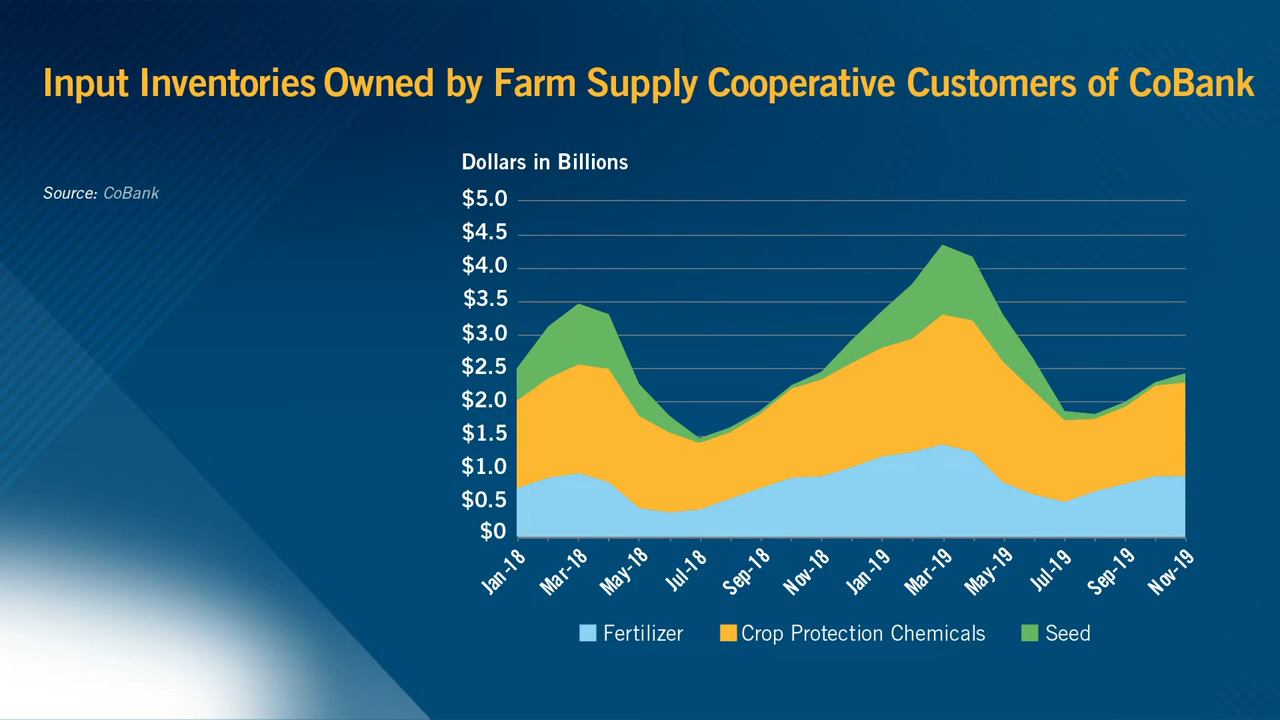 Input Inventories Owned by Farm Supply Cooperative Customers of CoBank
Source: CoBank
Dollars in Billions
$5.0
$4.5
$4.0
$3.5
$3.0
$2.5
$2.0
$1.5
$1.0
$0.5
$0
Jan-18 Mar-18 May-18 Jul-18 Sep-18 Nov-18 Jan-19 Mar-19 May-19 Jul-19 Sep-19 Nov-19
Fertilizer Crop Protection Chemicals Seed